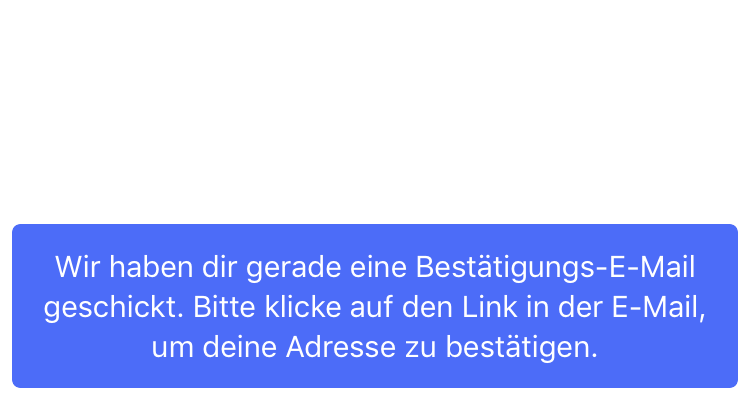 Wir haben dir gerade eine Bestätigungs-E-Mail
geschickt. Bitte klicke auf den Link in der E-Mail,
um deine Adresse zu bestätigen.